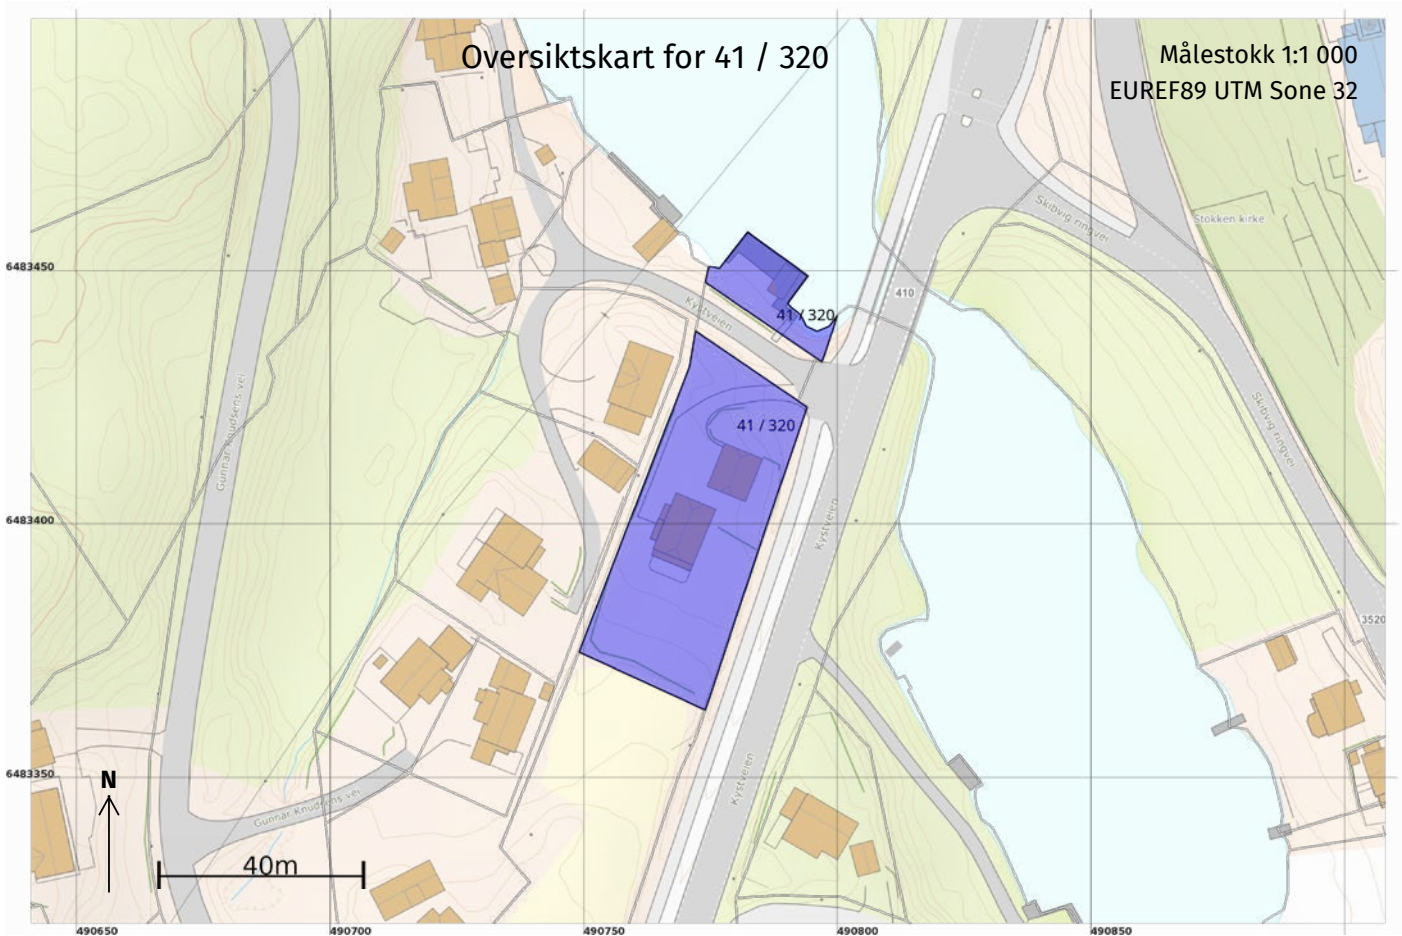 Oversiktskart for 41 / 320
Målestokk 1:1 000
EUREF89 UTM Sone 32
Skibvig ringvei
Stokken kirke
6483450
410
Kystveien
41 / 320
Gunnar Knudsens vei
41 / 320
Skibvig ringvei
6483400
Kystveien
3520
6483350
Kystveien
N
Gunnar Knudsens vei
40m
490650
490700
490750
490800
490850